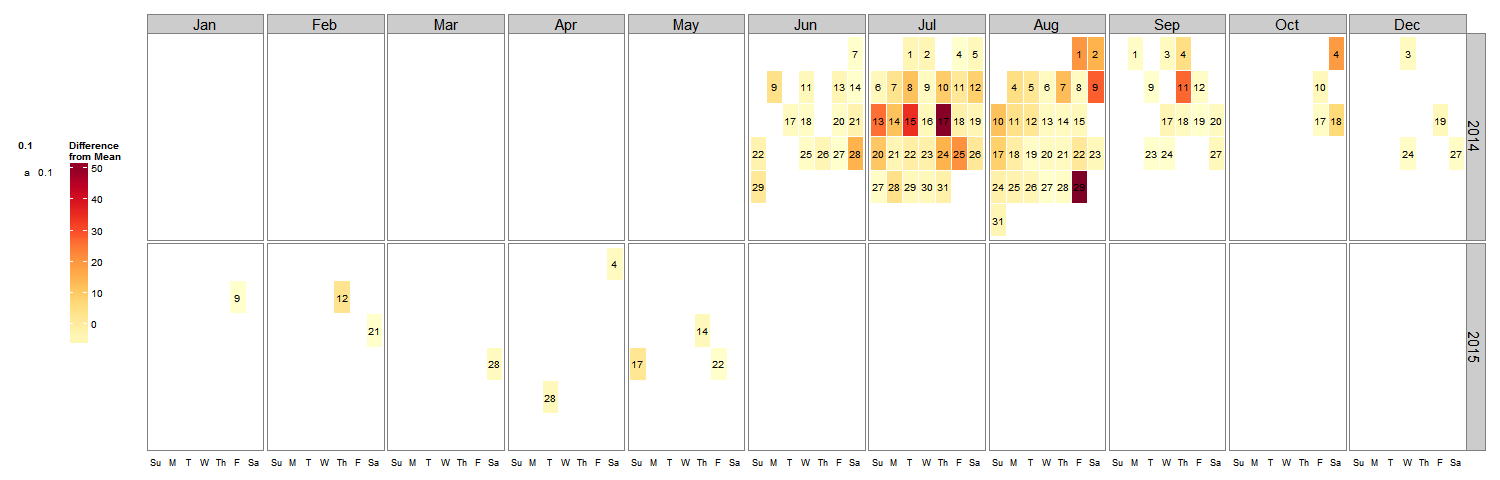 Jan Feb Mar Apr May Jun Jul Aug Sep Oct Dec
7 1 2 4 5 1 2 1 3 4 4 3
9 11 13 14 6 7 8 9 10 11 12 4 5 6 7 8 9 9 11 12 10
17 18 20 21 13 14 15 16 17 18 19 10 11 12 13 14 15 17 18 19 20 17 18 19
22 25 26 27 28 20 21 22 23 24 25 26 17 18 19 20 21 22 23 23 24 27 24 27
29 27 28 29 30 31 24 25 26 27 28 29
31
2014
0.1
a 0.1
Difference
from Mean
50
40
30
20
10
0
4
9 12
21 14
28 17 22
28
2015
Su M T W Th F Sa Su M T W Th F Sa Su M T W Th F Sa Su M T W Th F Sa Su M T W Th F Sa Su M T W Th F Sa Su M T W Th F Sa Su M T W Th F Sa Su M T W Th F Sa Su M T W Th F Sa Su M T W Th F Sa